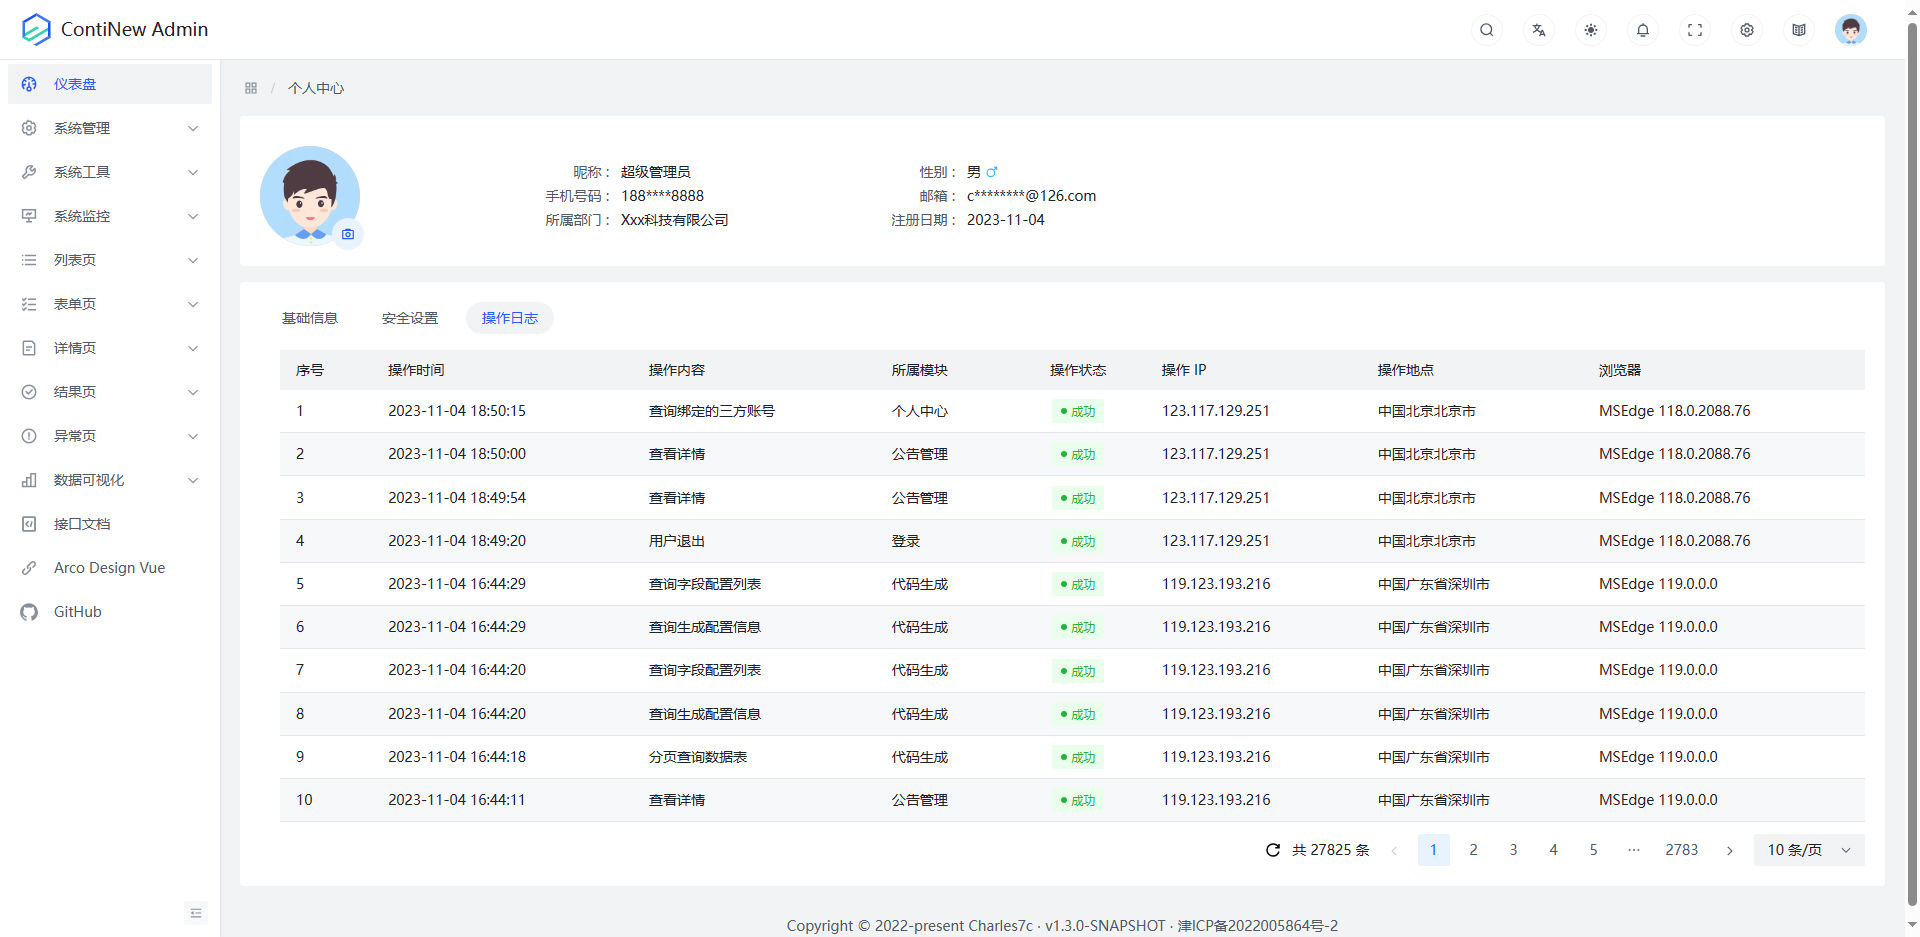 ContiNew Admin
仪表盘
系统管理
系统工具
系统监控
列表页
表单页
详情页
结果页
异常页
数据可视化
接口文档
Arco Design Vue
GitHub
/ 个人中心
昵称： 超级管理员 性别： 男
手机号码： 188****8888 邮箱： c********@126.com
所属部门： Xxx科技有限公司 注册日期： 2023-11-04
基础信息 安全设置 操作日志
序号 操作时间 操作内容 所属模块 操作状态 操作 IP 操作地点 浏览器
1 2023-11-04 18:50:15 查询绑定的三方账号 个人中心 成功 123.117.129.251 中国北京北京市 MSEdge 118.0.2088.76
2 2023-11-04 18:50:00 查看详情 公告管理 成功 123.117.129.251 中国北京北京市 MSEdge 118.0.2088.76
3 2023-11-04 18:49:54 查看详情 公告管理 成功 123.117.129.251 中国北京北京市 MSEdge 118.0.2088.76
4 2023-11-04 18:49:20 用户退出 登录 成功 123.117.129.251 中国北京北京市 MSEdge 118.0.2088.76
5 2023-11-04 16:44:29 查询字段配置列表 代码生成 成功 119.123.193.216 中国广东省深圳市 MSEdge 119.0.0.0
6 2023-11-04 16:44:29 查询生成配置信息 代码生成 成功 119.123.193.216 中国广东省深圳市 MSEdge 119.0.0.0
7 2023-11-04 16:44:20 查询字段配置列表 代码生成 成功 119.123.193.216 中国广东省深圳市 MSEdge 119.0.0.0
8 2023-11-04 16:44:20 查询生成配置信息 代码生成 成功 119.123.193.216 中国广东省深圳市 MSEdge 119.0.0.0
9 2023-11-04 16:44:18 分页查询数据表 代码生成 成功 119.123.193.216 中国广东省深圳市 MSEdge 119.0.0.0
10 2023-11-04 16:44:11 查看详情 公告管理 成功 119.123.193.216 中国广东省深圳市 MSEdge 119.0.0.0
共 27825 条 1 2 3 4 5 ··· 2783 10 条/页
Copyright © 2022-present Charles7c · v1.3.0-SNAPSHOT · 津ICP备2022005864号-2